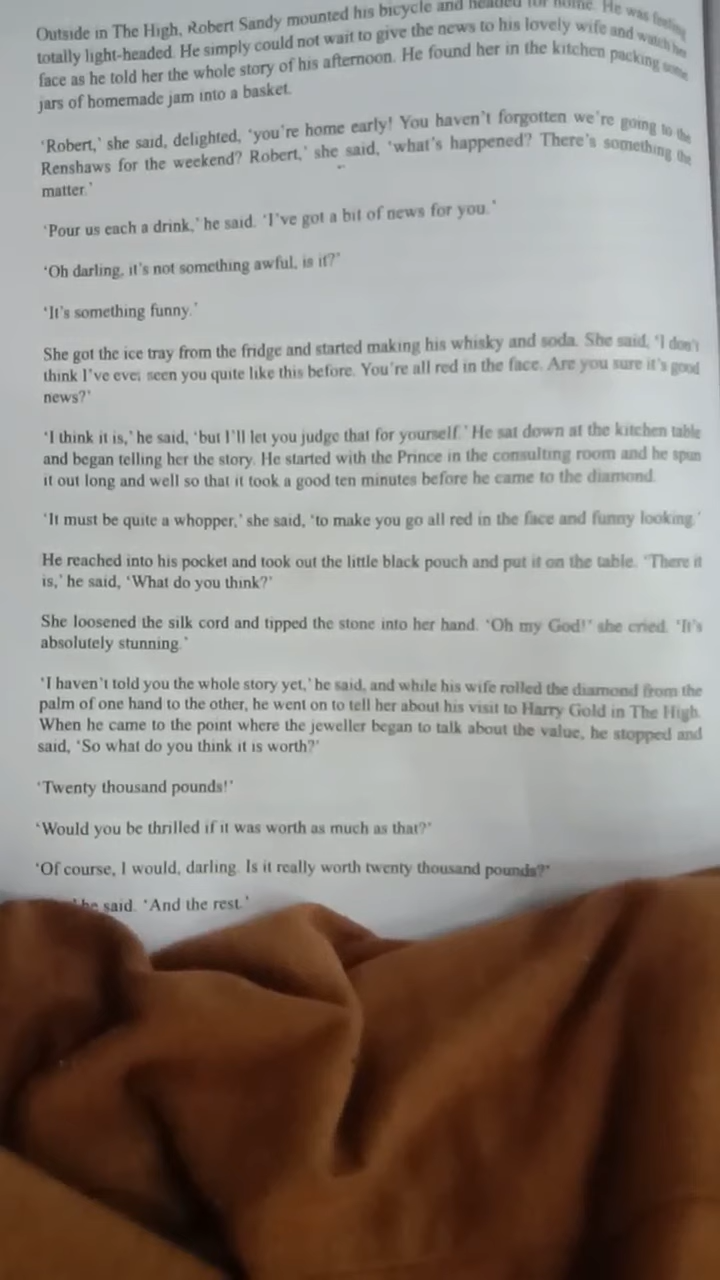 Outside in The High, Robert Sandy mounted his bicycle and headed for home. He was feeling
totally light-headed. He simply could not wait to give the news to his lovely wife and watch her
face as he told her the whole story of his afternoon. He found her in the kitchen packing some
jars of homemade jam into a basket.
'Robert,' she said, delighted, 'you're home early! You haven't forgotten we're going to the
Renshaws for the weekend? Robert,' she said, 'what's happened? There's something the
matter.'
'Pour us each a drink,' he said. 'I've got a bit of news for you.'
'Oh darling, it's not something awful, is it?'
'It's something funny.'
She got the ice tray from the fridge and started making his whisky and soda. She said, 'I don't
think I've ever seen you quite like this before. You're all red in the face. Are you sure it's good
news?'
'I think it is,' he said, 'but I'll let you judge that for yourself.' He sat down at the kitchen table
and began telling her the story. He started with the Prince in the consulting room and he spun
it out long and well so that it took a good ten minutes before he came to the diamond.
'It must be quite a whopper,' she said, 'to make you go all red in the face and funny looking.'
He reached into his pocket and took out the little black pouch and put it on the table. 'There it
is,' he said, 'What do you think?'
She loosened the silk cord and tipped the stone into her hand. 'Oh my God!' she cried. 'It's
absolutely stunning.'
'I haven't told you the whole story yet,' he said, and while his wife rolled the diamond from the
palm of one hand to the other, he went on to tell her about his visit to Harry Gold in The High.
When he came to the point where the jeweller began to talk about the value, he stopped and
said, 'So what do you think it is worth?'
'Twenty thousand pounds!'
'Would you be thrilled if it was worth as much as that?'
'Of course, I would, darling. Is it really worth twenty thousand pounds?'
he said. 'And the rest.'